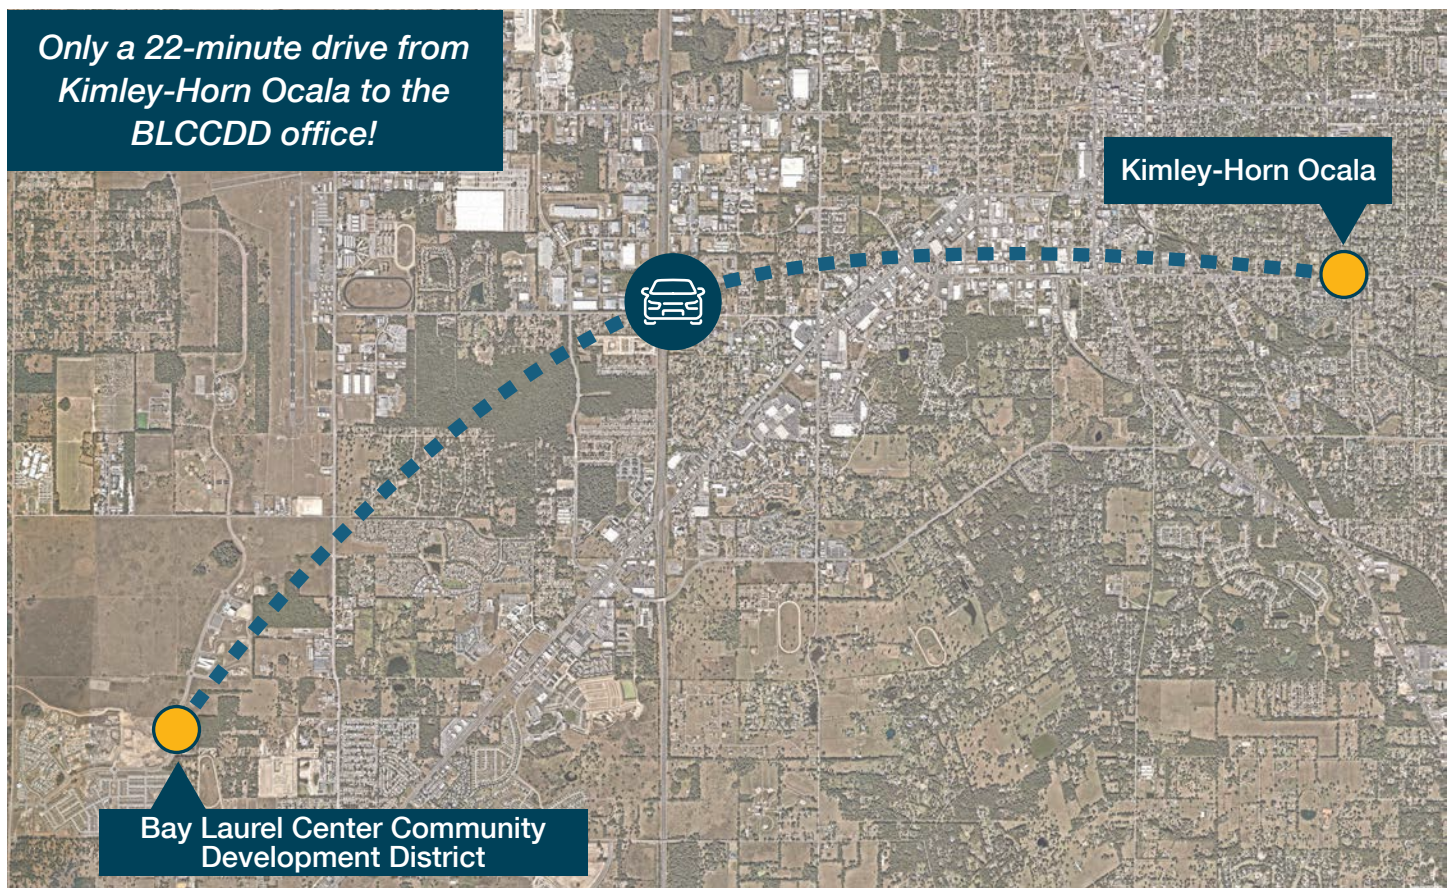 Only a 22-minute drive from
Kimley-Horn Ocala to the
BLCCDD office!
Kimley-Horn Ocala
Bay Laurel Center Community
Development District